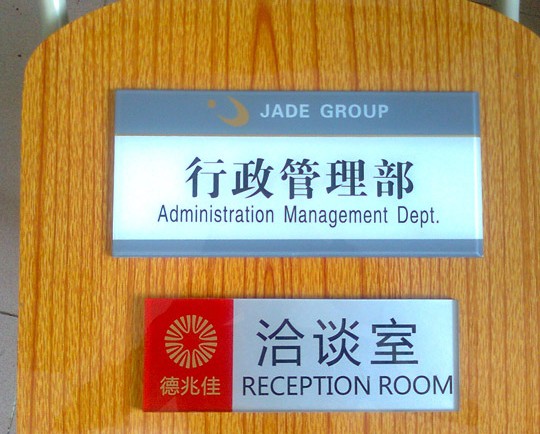 JADE GROUP
行政管理部
Administration Management Dept.
洽谈室
德兆佳
RECEPTION ROOM